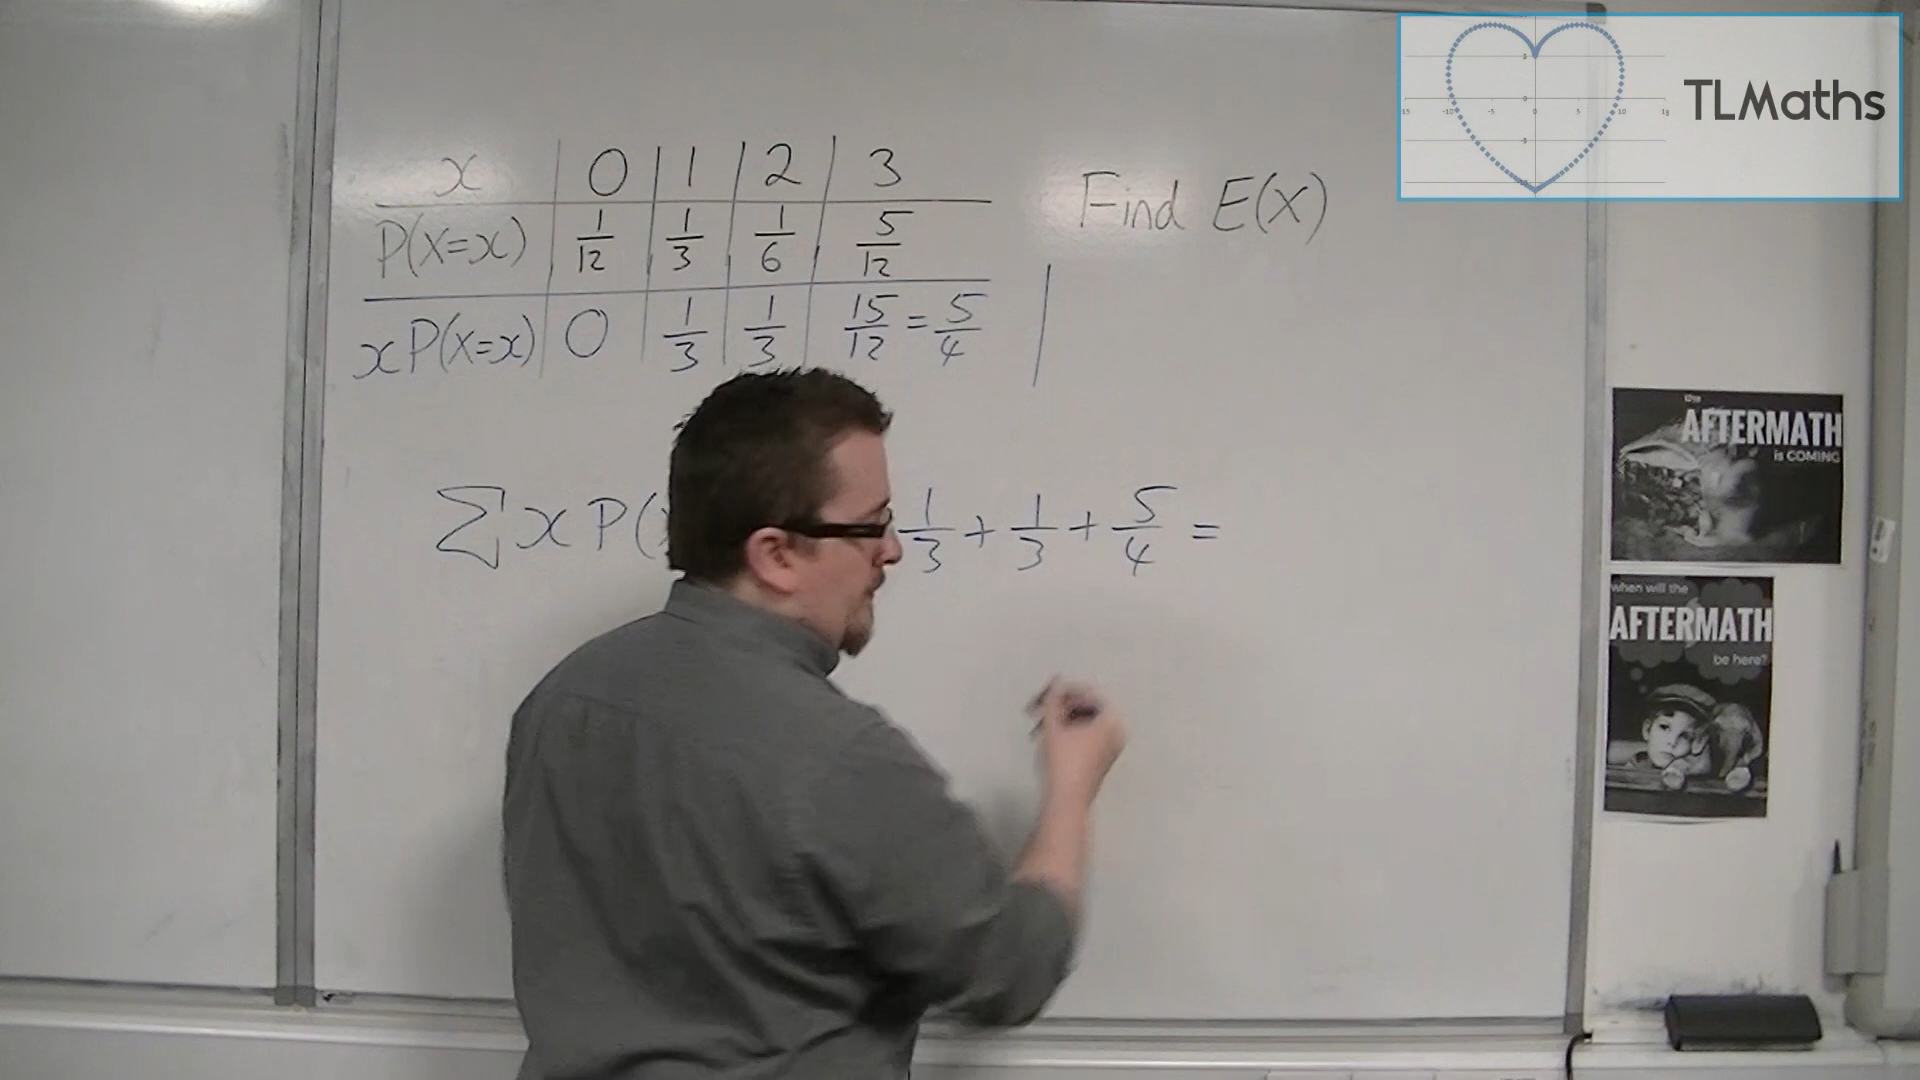 x 0 1 2 3
P(X=x) 1/12 1/3 1/6 5/12
xP(X=x) 0 1/3 1/3 15/12 = 5/4
Find E(X)
∑xP( 1/3 + 1/3 + 5/4 =
TLMaths
the
AFTERMATH
is COMING
when will the
AFTERMATH
be here?